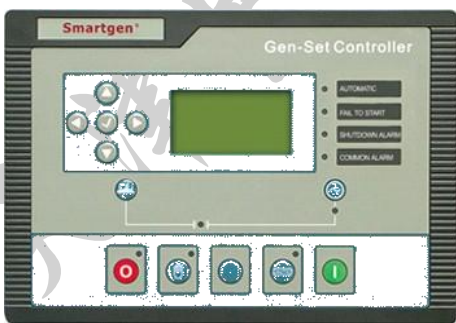 Smartgen
Gen-Set Controller
AUTOMATIC
FAIL TO START
SHUTDOWN ALARM
COMMON ALARM